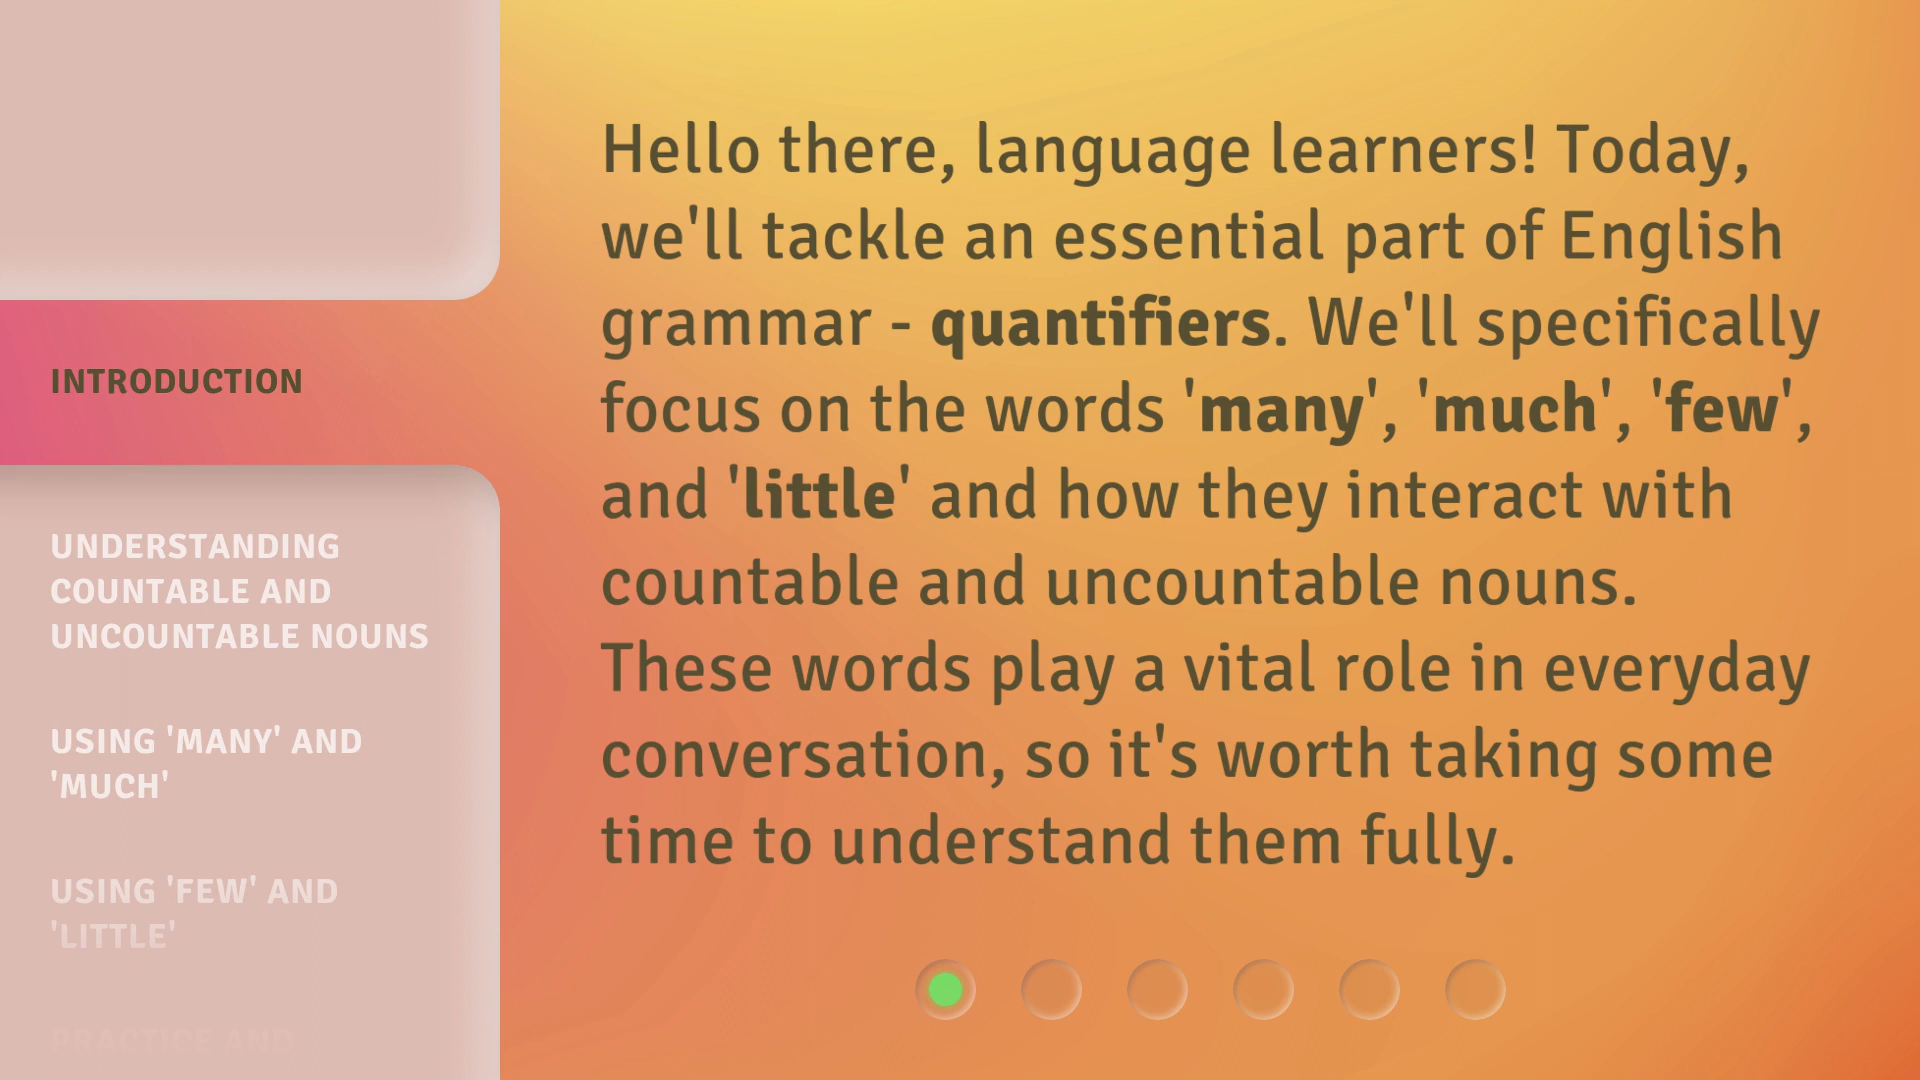 INTRODUCTION
UNDERSTANDING
COUNTABLE AND
UNCOUNTABLE NOUNS
USING 'MANY' AND
'MUCH'
USING 'FEW' AND
'LITTLE'
PRACTICE AND
Hello there, language learners! Today,
we'll tackle an essential part of English
grammar - quantifiers. We'll specifically
focus on the words 'many', 'much', 'few',
and 'little' and how they interact with
countable and uncountable nouns.
These words play a vital role in everyday
conversation, so it's worth taking some
time to understand them fully.